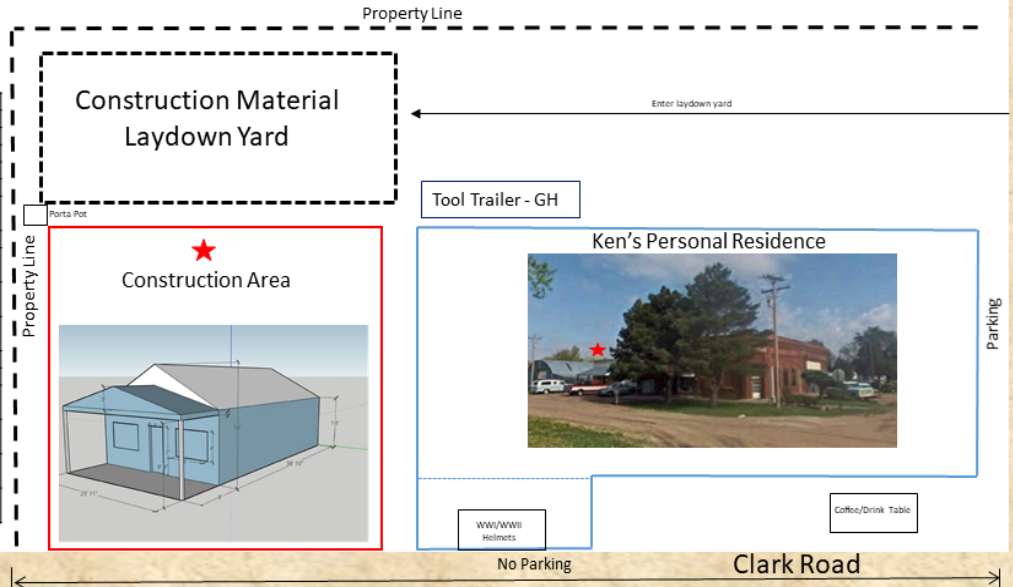 Property Line
Construction Material
Laydown Yard
Enter laydown yard
Tool Trailer - GH
Porta Pot
Property Line
Construction Area
Ken's Personal Residence
Parking
WWI/WWII
Helmets
Coffee/Drink Table
No Parking
Clark Road